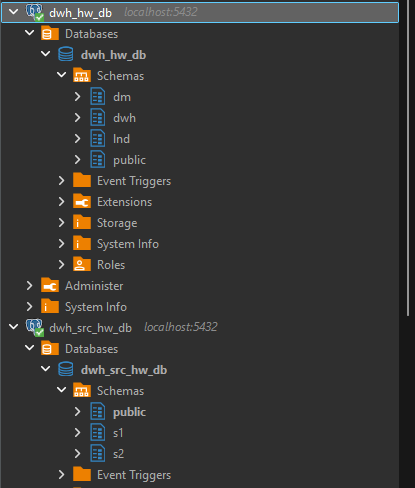 dwh_hw_db localhost:5432
Databases
dwh_hw_db
Schemas
dm
dwh
lnd
public
Event Triggers
Extensions
Storage
System Info
Roles
Administer
System Info
dwh_src_hw_db localhost:5432
Databases
dwh_src_hw_db
Schemas
public
s1
s2
Event Triggers